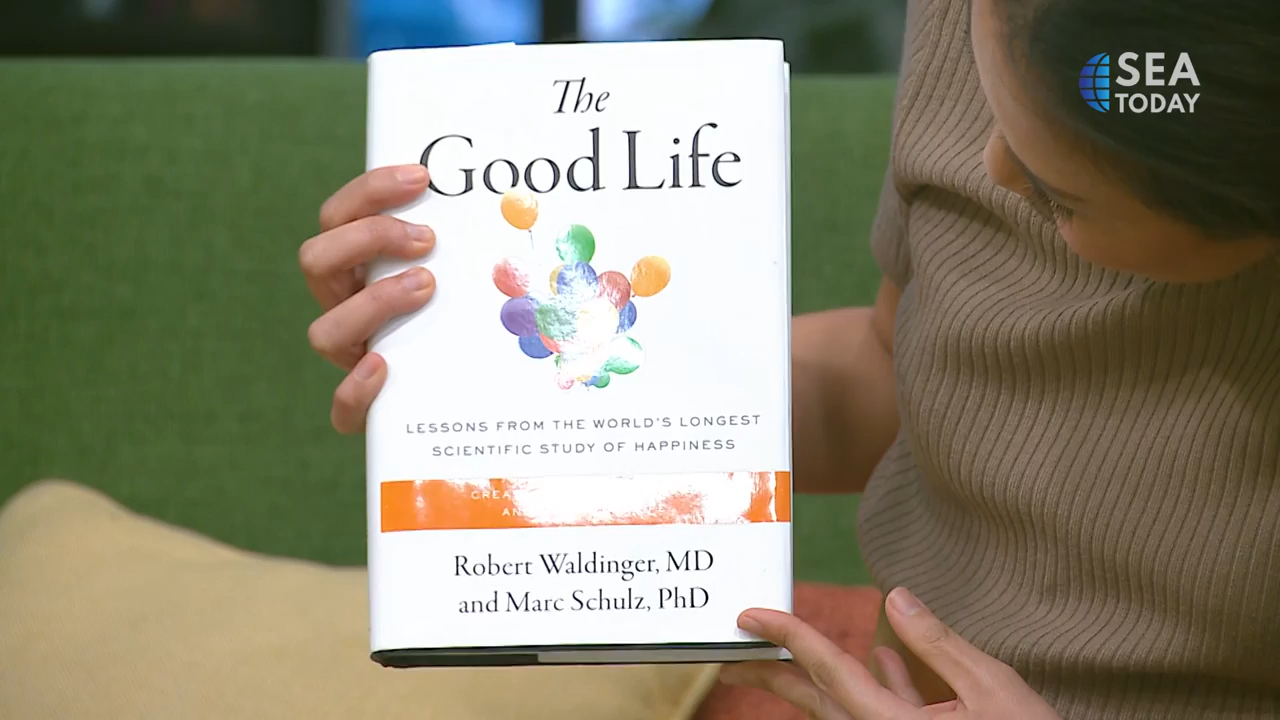 The
Good Life
LESSONS FROM THE WORLD'S LONGEST
SCIENTIFIC STUDY OF HAPPINESS
Robert Waldinger, MD
and Marc Schulz, PhD
SEA
TODAY